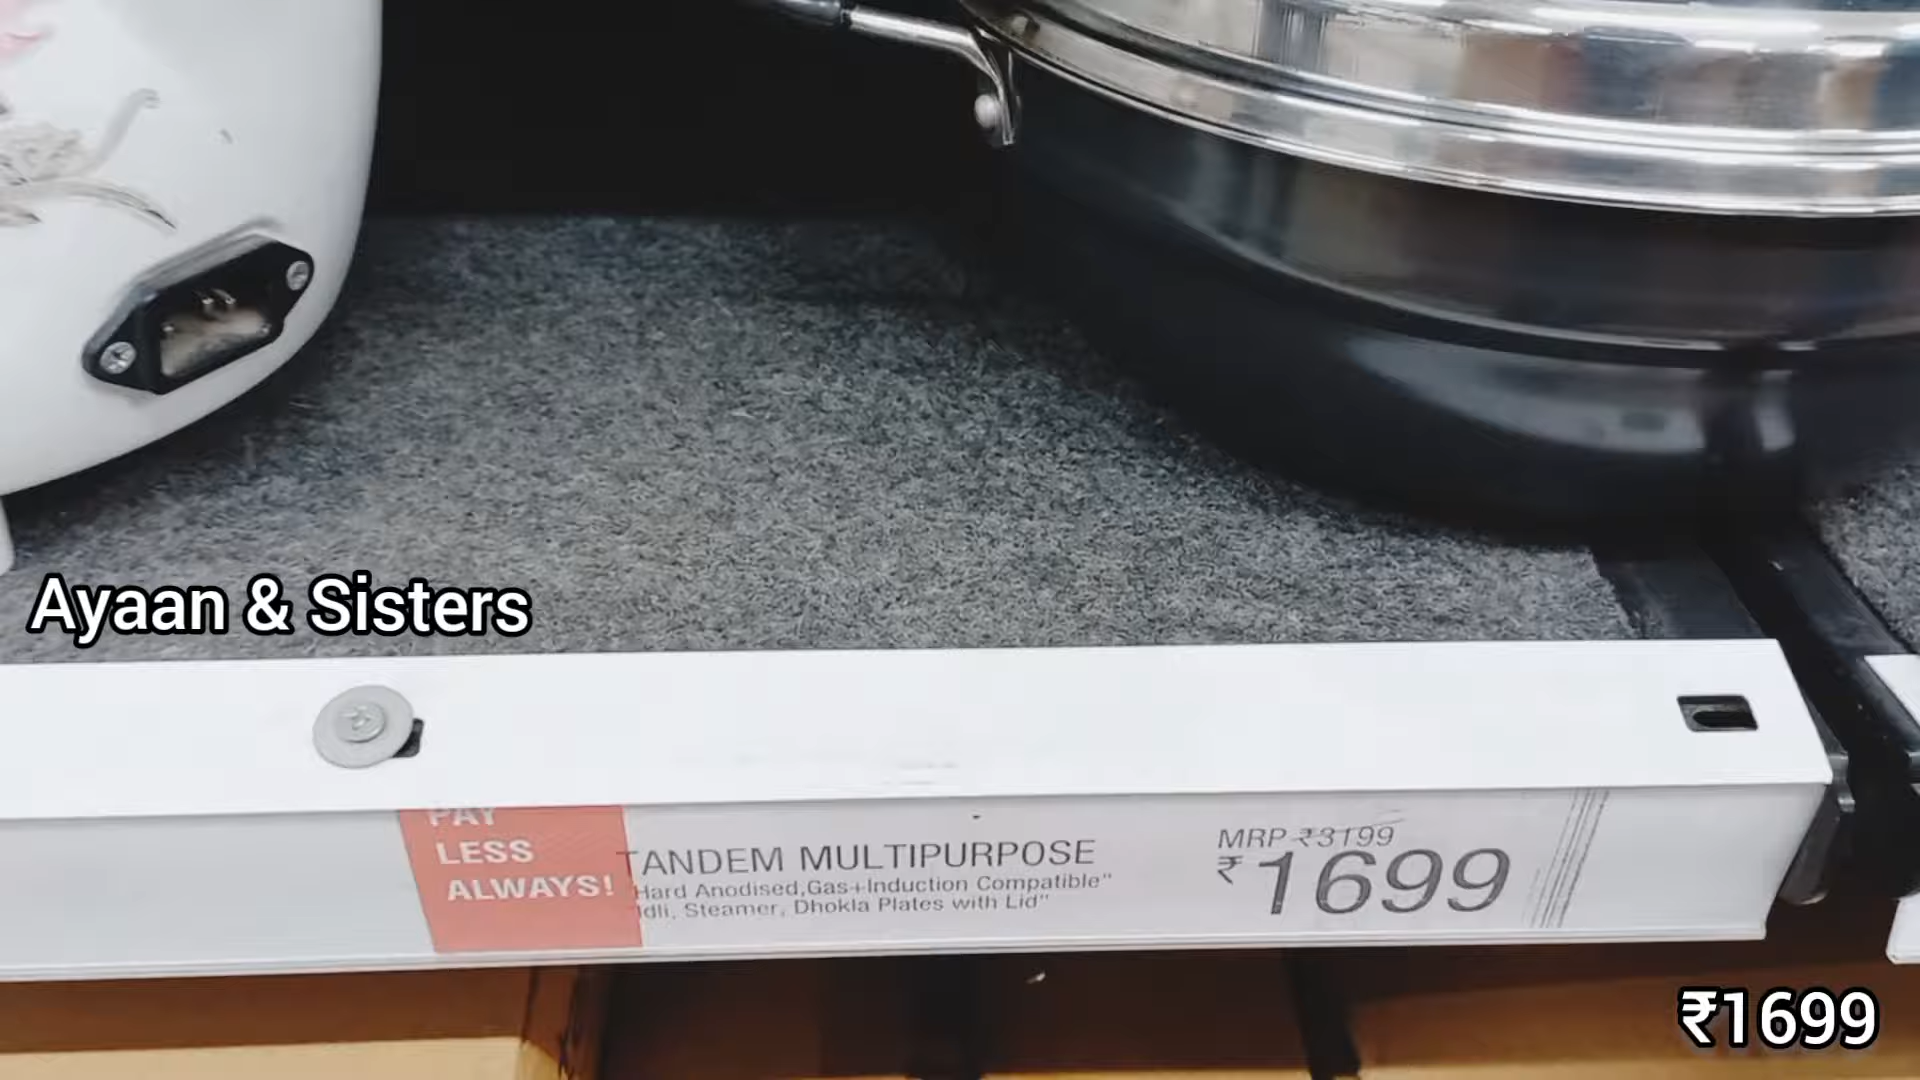 Ayaan & Sisters
PAY
LESS
ALWAYS!
TANDEM MULTIPURPOSE
Hard Anodised,Gas+Induction Compatible"
Idli, Steamer, Dhokla Plates with Lid"
MRP ₹3199
₹1699
₹1699